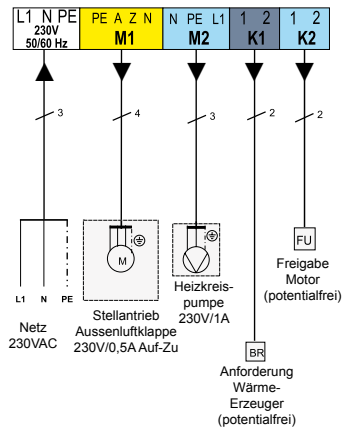 L1 N PE
230V
50/60 Hz
PE A Z N
M1
N PE L1
M2
1 2
K1
1 2
K2
3
4
3
2
2
M
L1 N PE
Netz
230VAC
Stellantrieb
Aussenluftklappe
230V/0,5A Auf-Zu
Heizkreis-
pumpe
230V/1A
BR
Anforderung
Wärme-
Erzeuger
(potentialfrei)
FU
Freigabe
Motor
(potentialfrei)